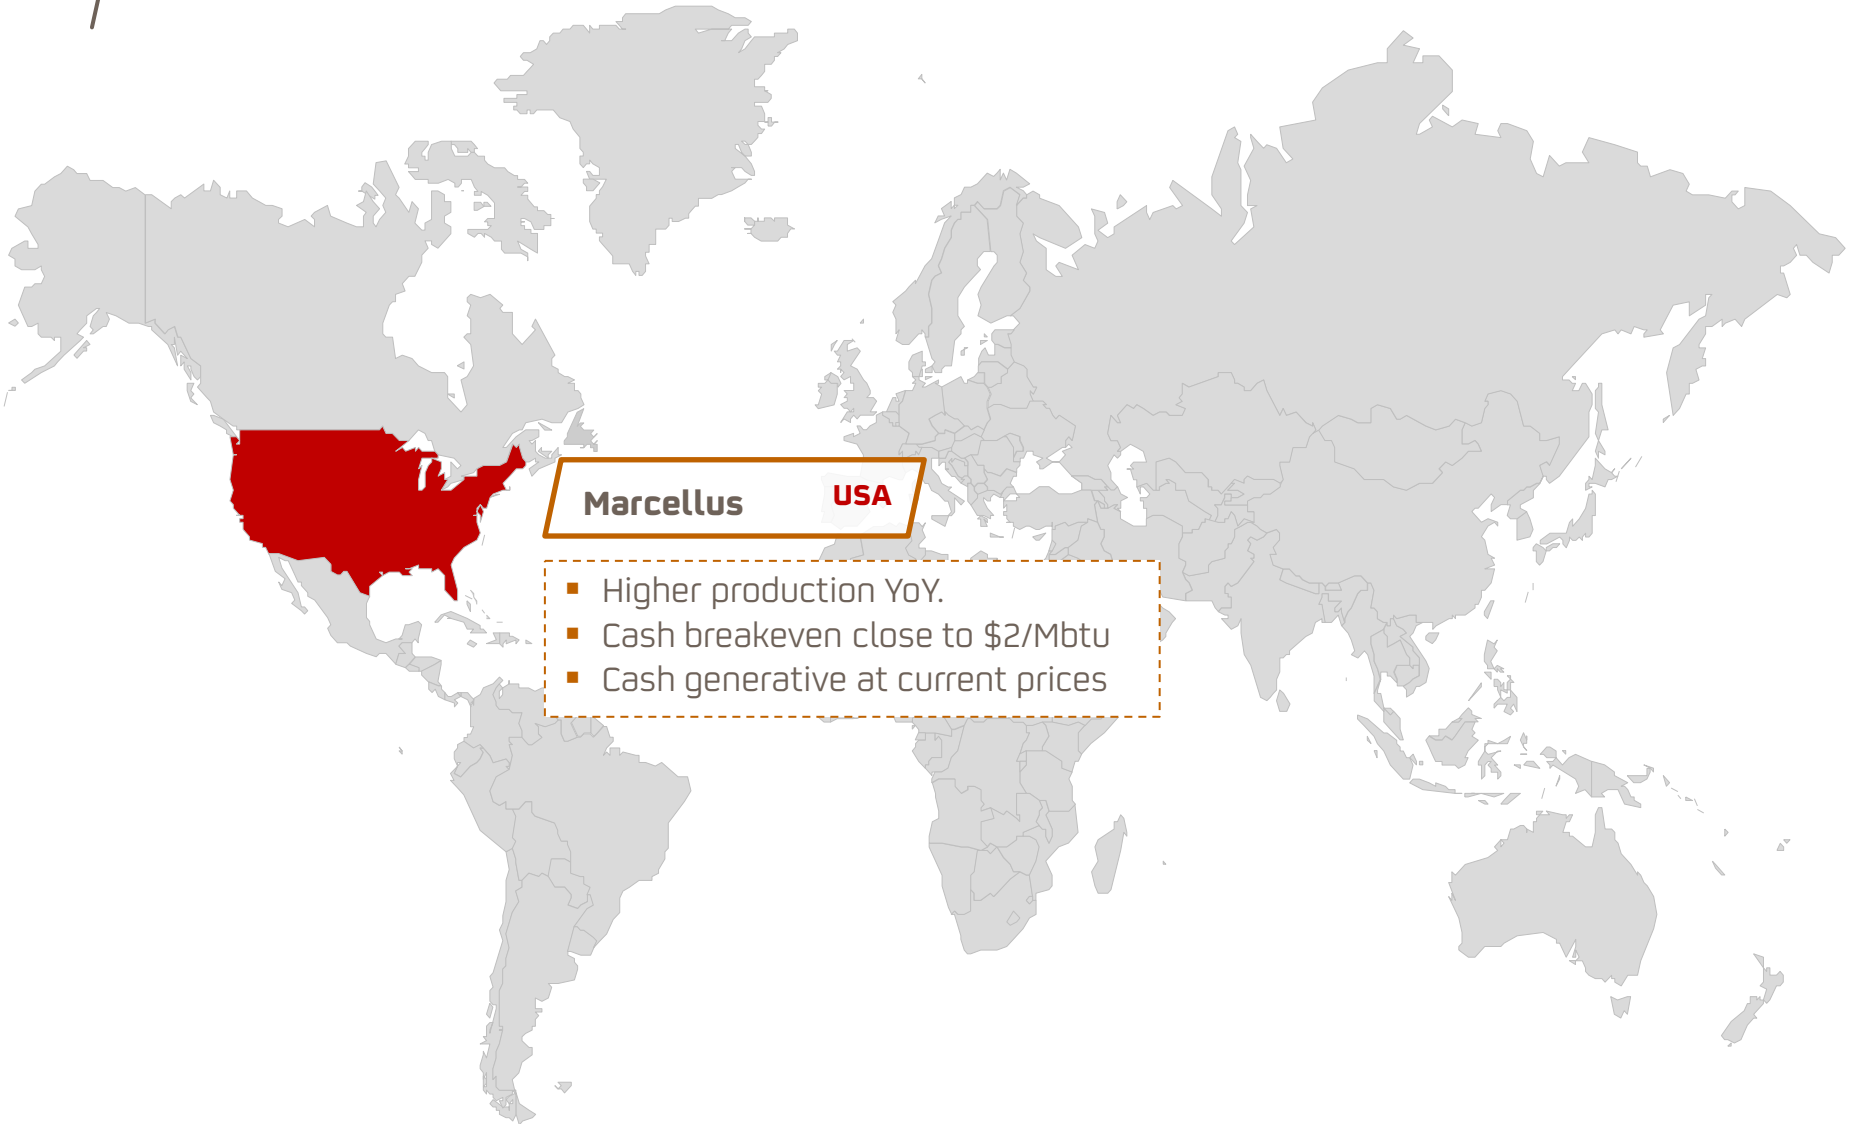 Marcellus USA
▪ Higher production YoY.
▪ Cash breakeven close to $2/Mbtu
▪ Cash generative at current prices